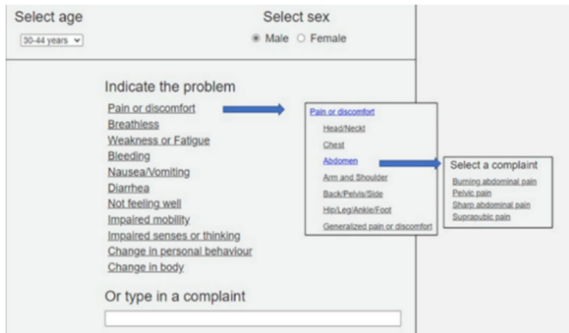 Select age
Select sex
30-44 years
Male Female
Indicate the problem
Pain or discomfort
Breathless
Weakness or Fatigue
Bleeding
Nausea/Vomiting
Diarrhea
Not feeling well
Impaired mobility
Impaired senses or thinking
Change in personal behaviour
Change in body
Or type in a complaint
Pain or discomfort
Head/Neckt
Chest
Abdomen
Arm and Shoulder
Back/Pelvis/Side
Hip/Leg/Ankle/Foot
Generalized pain or discomfort
Select a complaint
Burning abdominal pain
Pelvic pain
Sharp abdominal pain
Suprapubic pain